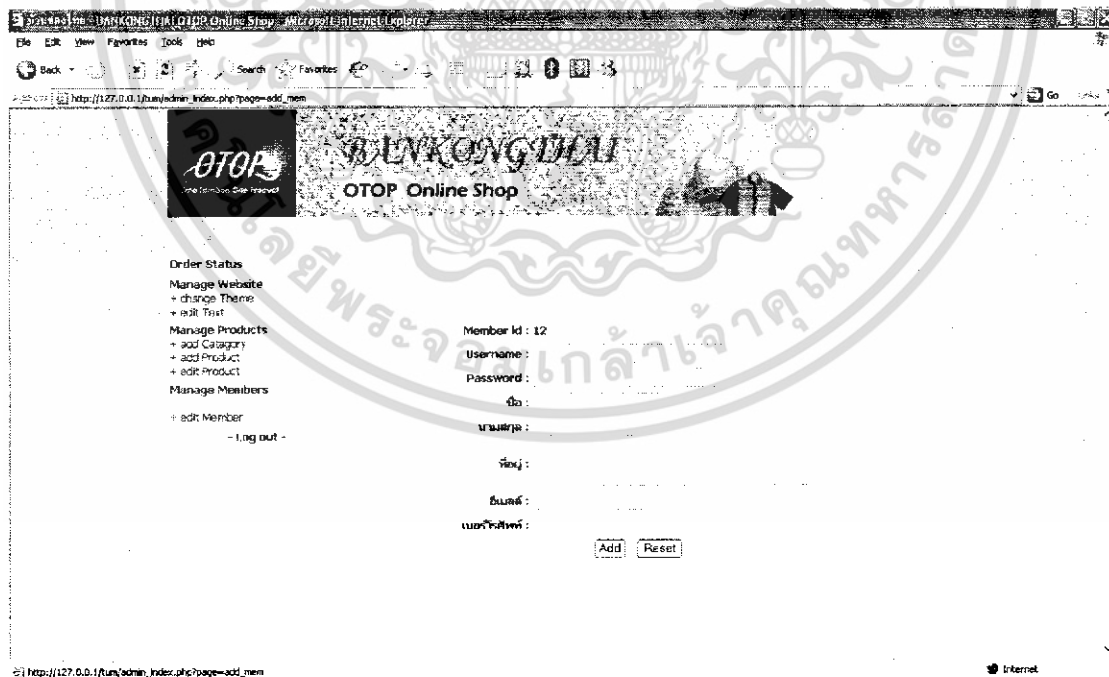 BANKONGTHAI OTOP Online Shop - Microsoft Internet Explorer
File Edit View Favorites Tools Help
Back Search Favorites
http://127.0.0.1/tum/admin_index.php?page=add_mem Go
OTOP
BANKONGTHAI
OTOP Online Shop
Order Status
Manage Website
+ change Theme
+ edit Text
Manage Products
+ add Catagory
+ add Product
+ edit Product
Manage Members
+ edit Member
- Log out -
Member Id : 12
Username :
Password :
ชื่อ :
นามสกุล :
ที่อยู่ :
อีเมลล์ :
เบอร์โทรศัพท์ :
Add Reset
http://127.0.0.1/tum/admin_index.php?page=add_mem Internet